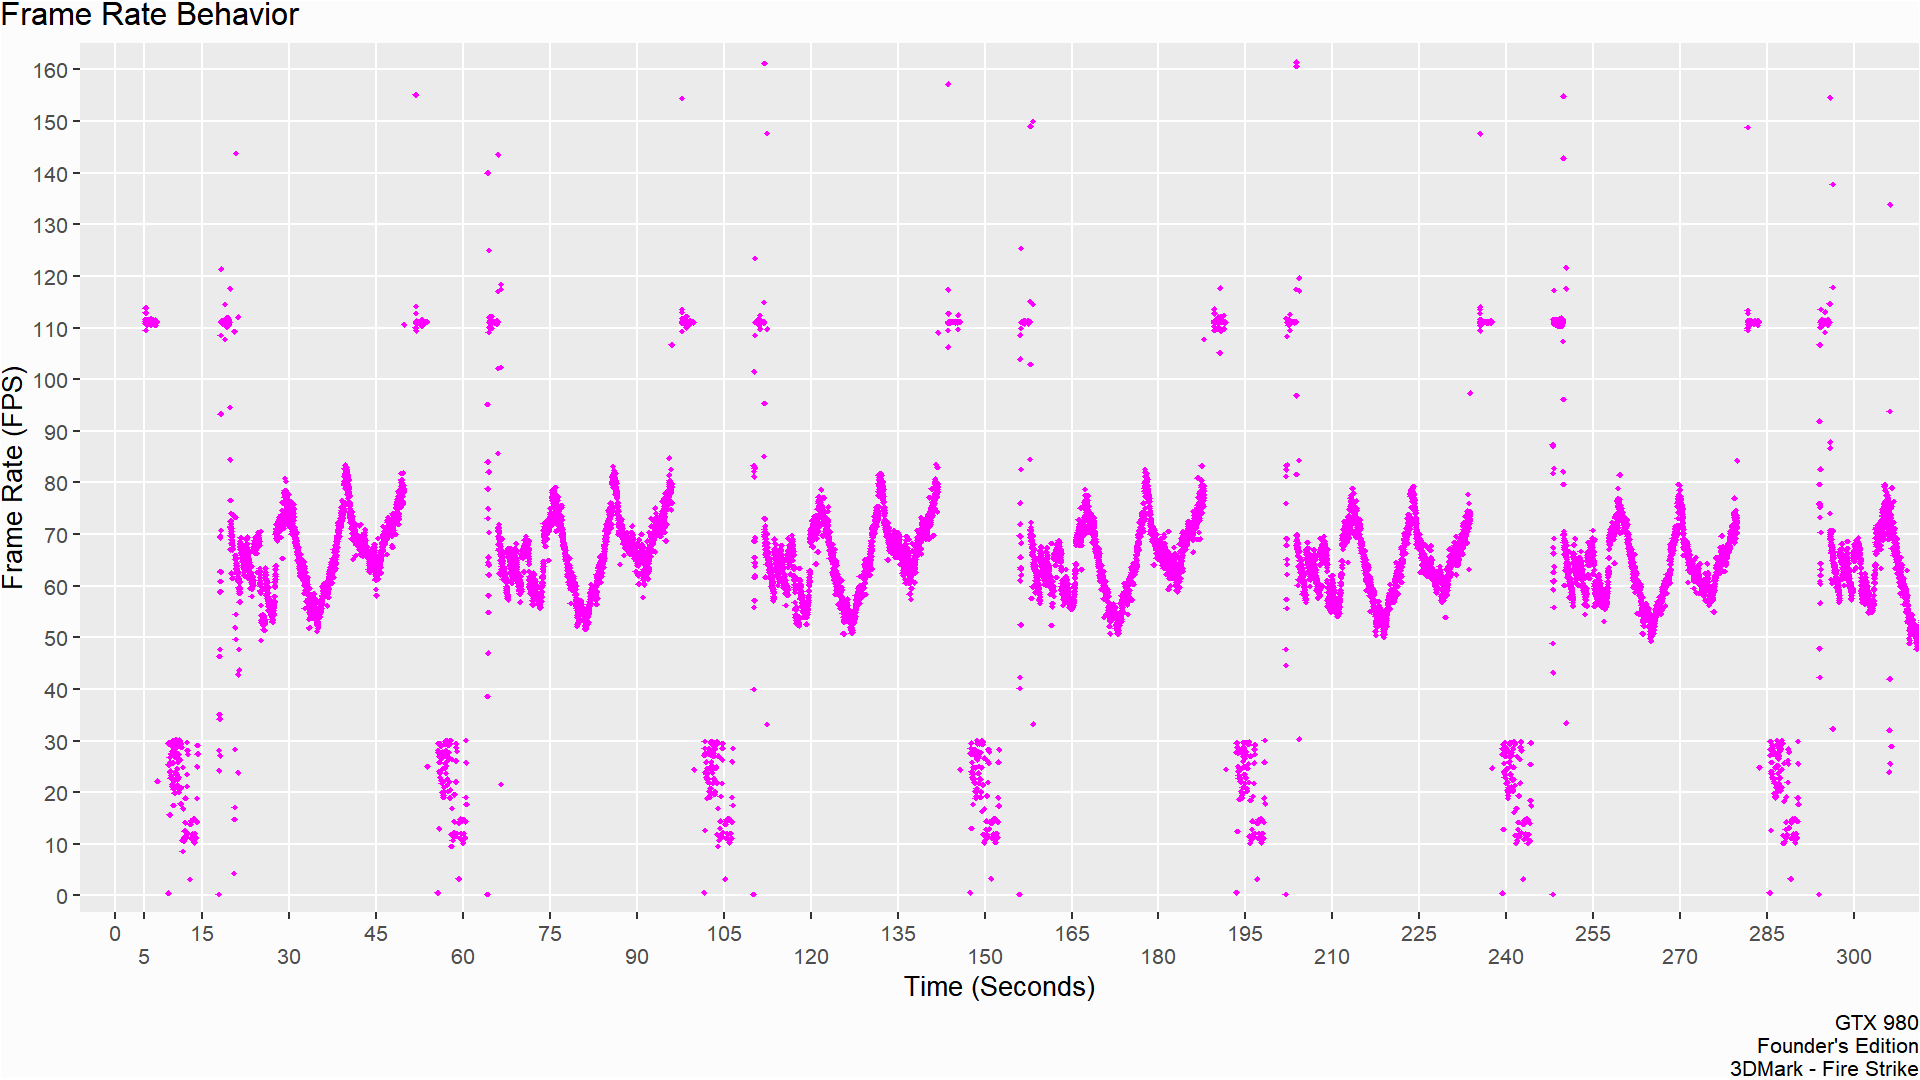 Frame Rate Behavior
160
150
140
130
120
110
100
90
80
70
60
50
40
30
20
10
0
Frame Rate (FPS)
0 15 45 75 105 135 165 195 225 255 285
5 30 60 90 120 150 180 210 240 270 300
Time (Seconds)
GTX 980
Founder's Edition
3DMark - Fire Strike